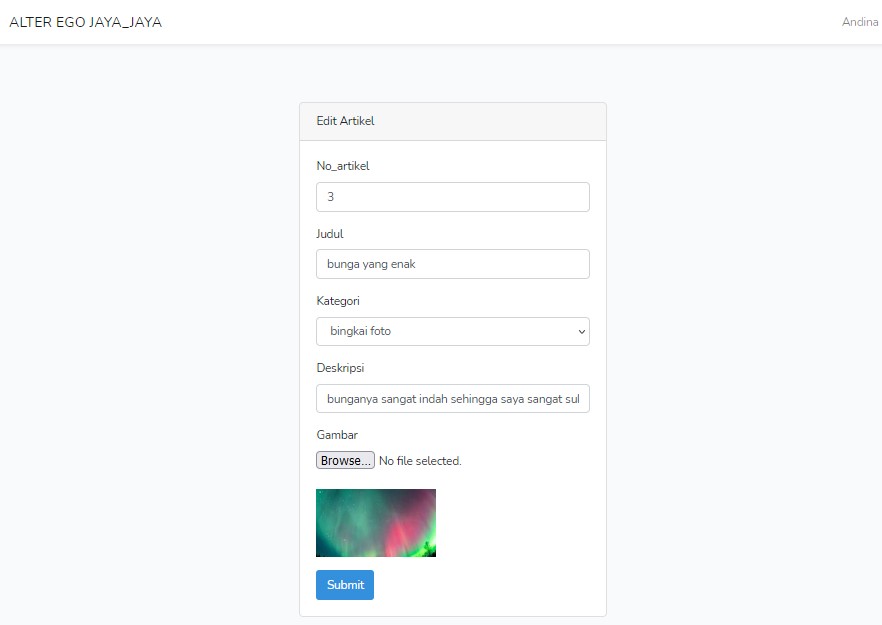 ALTER EGO JAYA_JAYA
Andina
Edit Artikel
No_artikel
3
Judul
bunga yang enak
Kategori
bingkai foto
Deskripsi
bunganya sangat indah sehingga saya sangat sul
Gambar
Browse... No file selected.
Submit